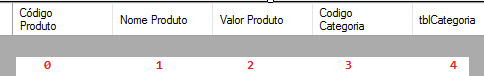 Código Produto
Nome Produto
Valor Produto
Codigo Categoria
tblCategoria
0 1 2 3 4